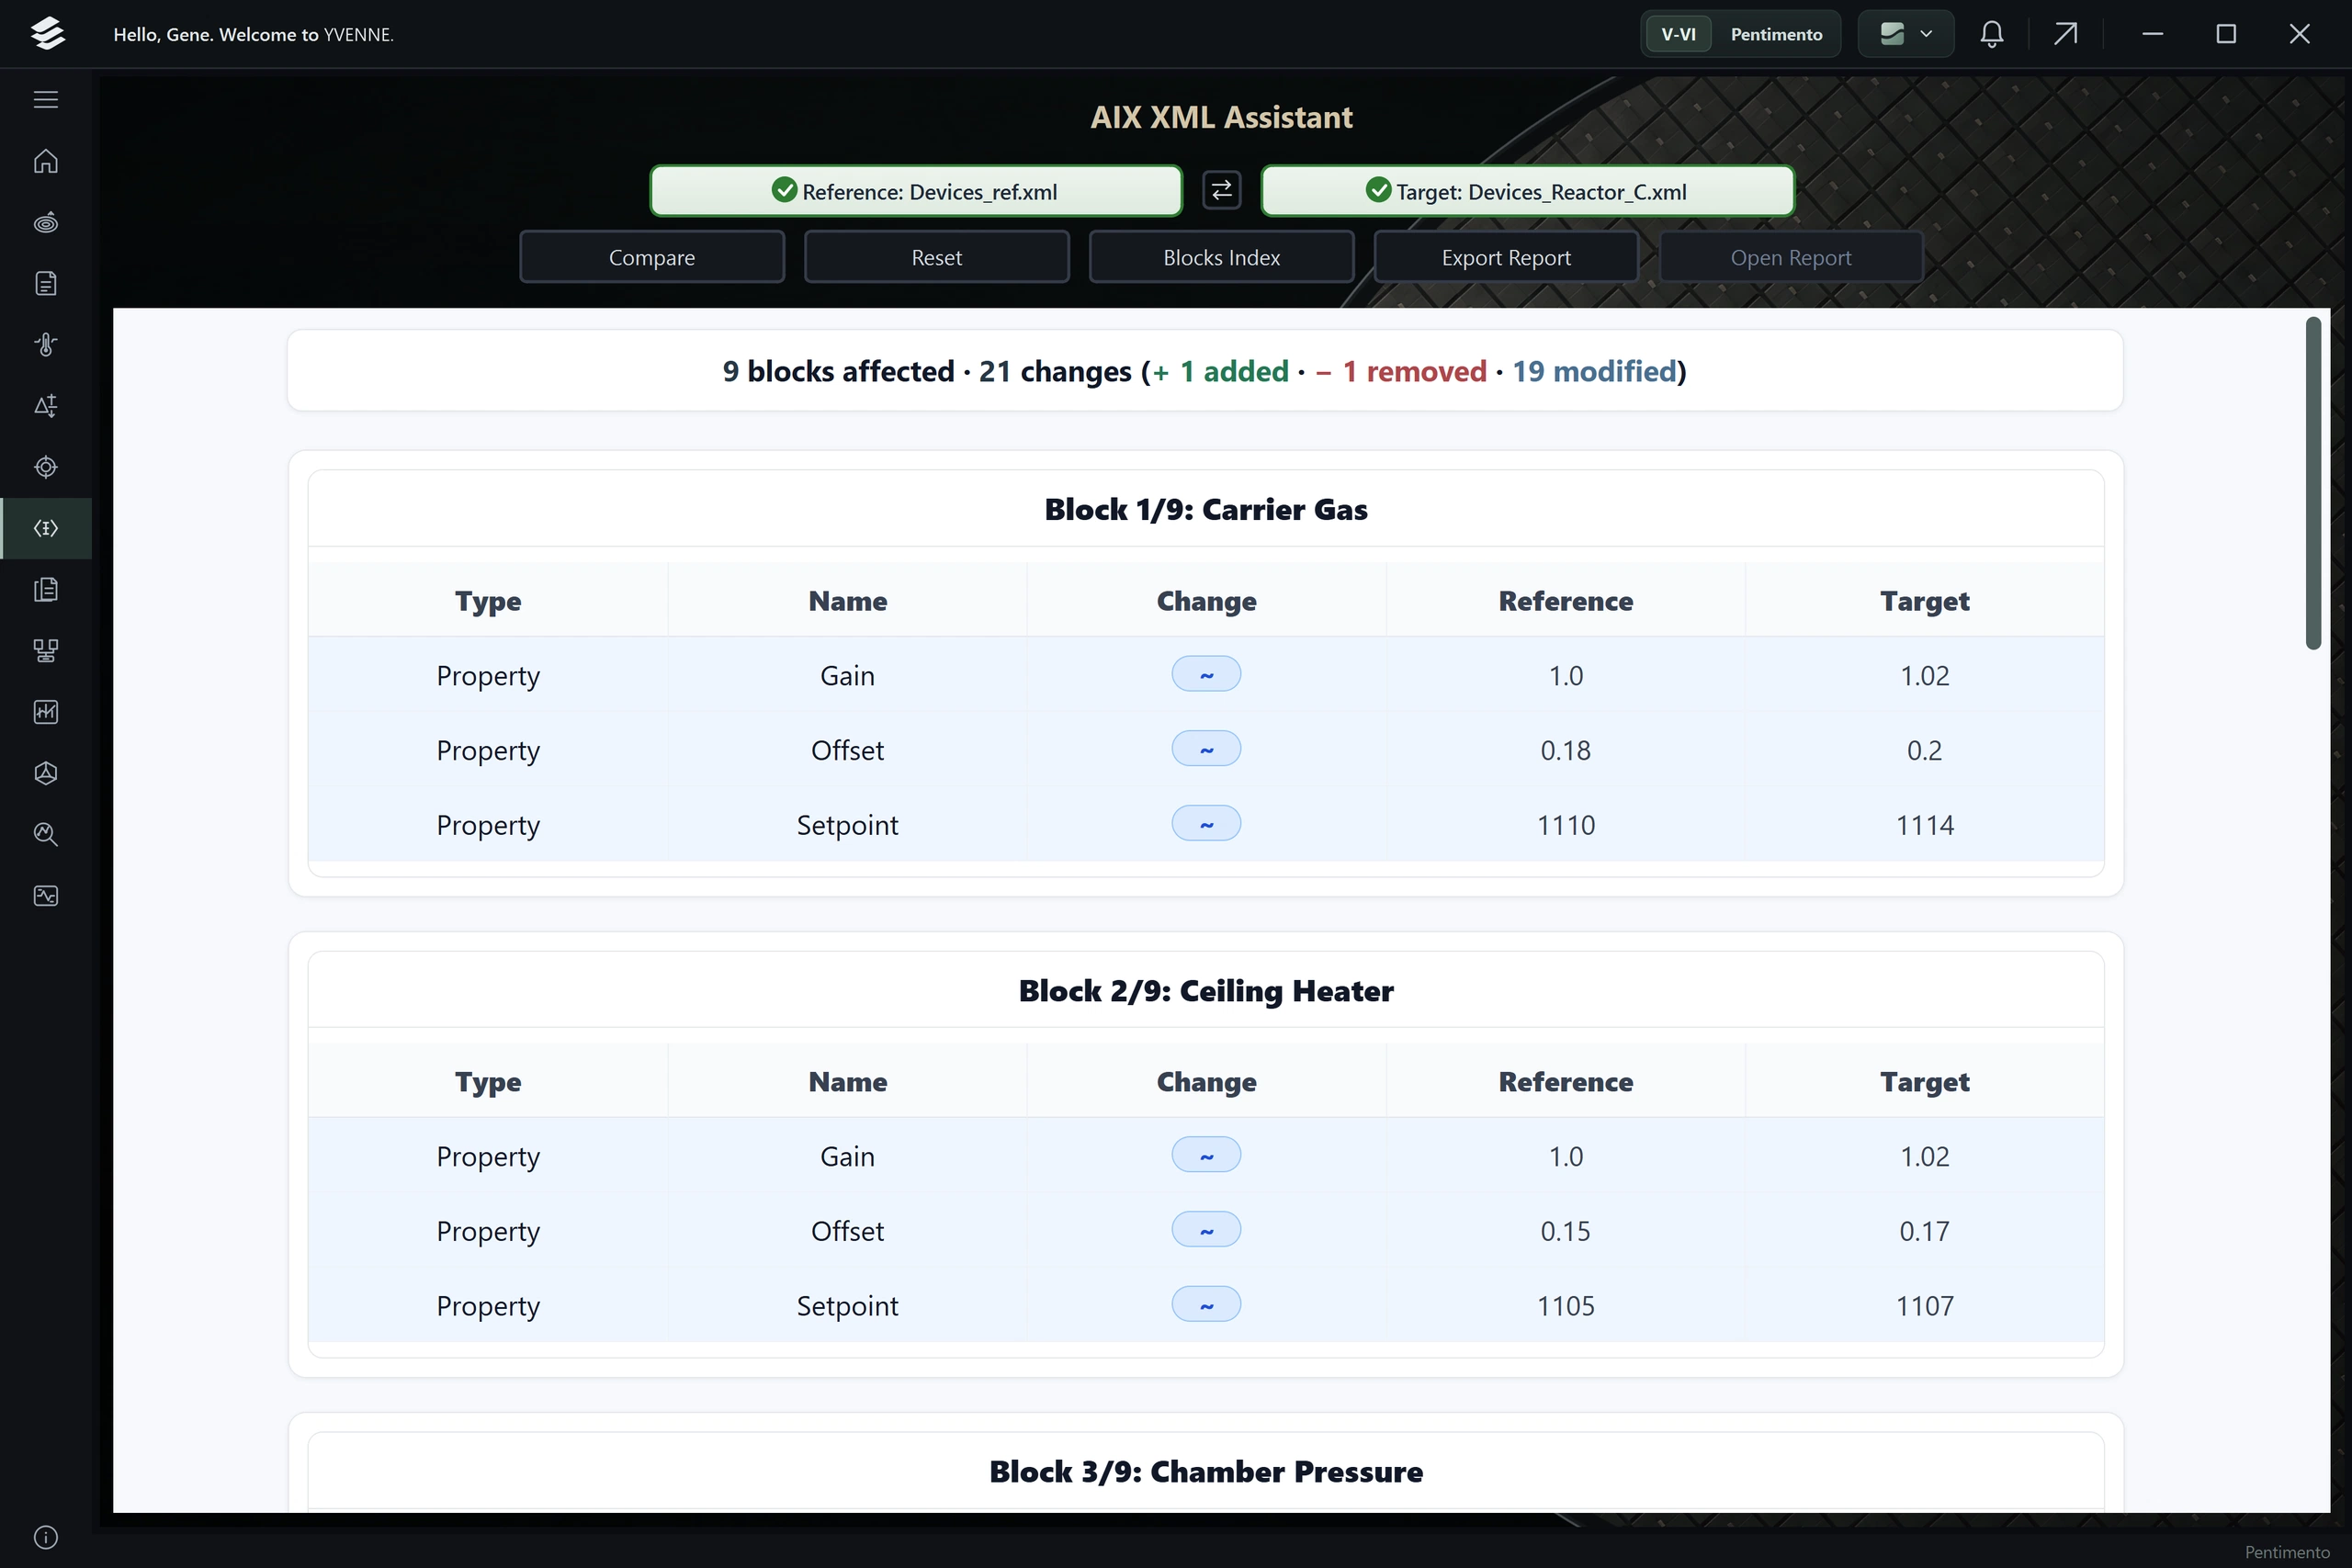 Hello, Gene. Welcome to YVENNE.
V-VI Pentimento
AIX XML Assistant
Reference: Devices_ref.xml
Target: Devices_Reactor_C.xml
Compare
Reset
Blocks Index
Export Report
Open Report
9 blocks affected · 21 changes (+ 1 added · − 1 removed · 19 modified)
Block 1/9: Carrier Gas
Type Name Change Reference Target
Property Gain ~ 1.0 1.02
Property Offset ~ 0.18 0.2
Property Setpoint ~ 1110 1114
Block 2/9: Ceiling Heater
Type Name Change Reference Target
Property Gain ~ 1.0 1.02
Property Offset ~ 0.15 0.17
Property Setpoint ~ 1105 1107
Block 3/9: Chamber Pressure
Pentimento